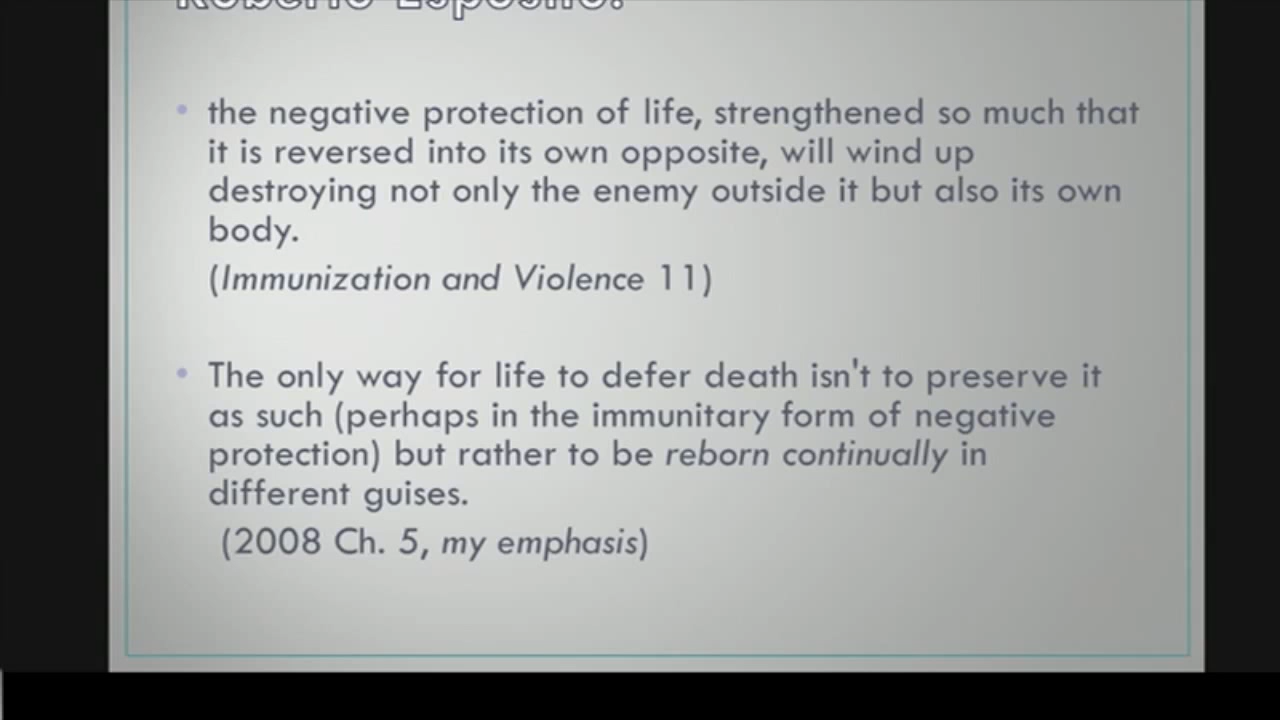 Roberto Esposito:
the negative protection of life, strengthened so much that
it is reversed into its own opposite, will wind up
destroying not only the enemy outside it but also its own
body.
(Immunization and Violence 11)
The only way for life to defer death isn't to preserve it
as such (perhaps in the immunitary form of negative
protection) but rather to be reborn continually in
different guises.
(2008 Ch. 5, my emphasis)